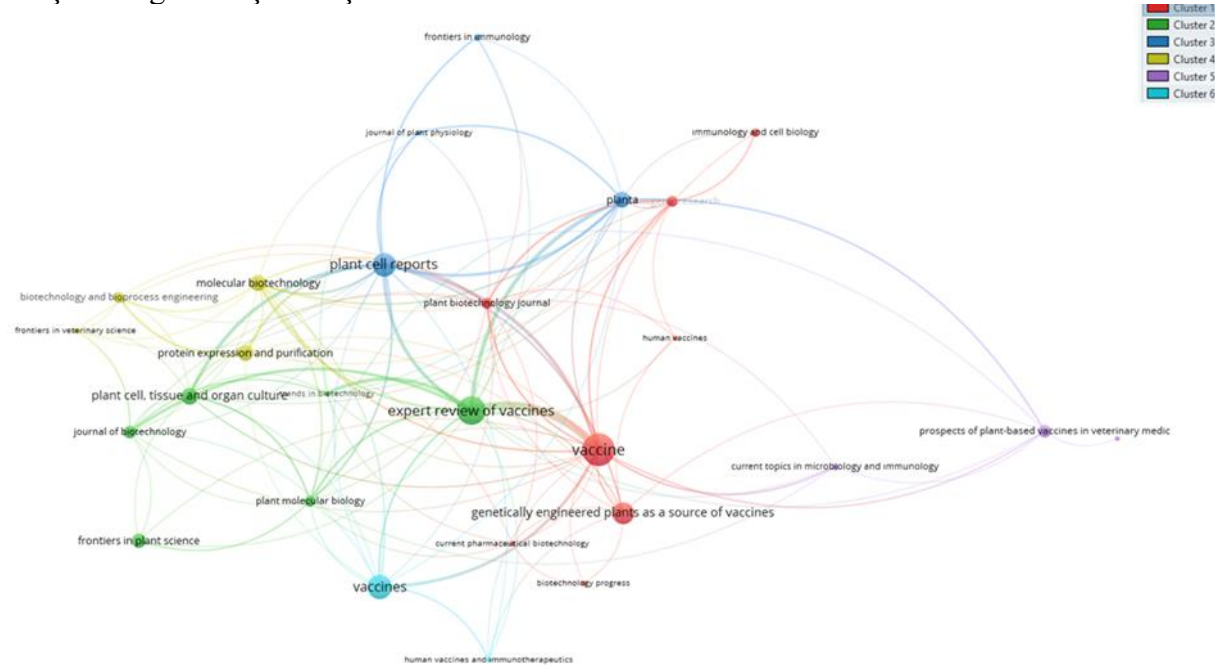 Cluster 1
Cluster 2
Cluster 3
Cluster 4
Cluster 5
Cluster 6
frontiers in immunology
journal of plant physiology
immunology and cell biology
planta
plant cell reports
molecular biotechnology
biotechnology and bioprocess engineering
plant biotechnology journal
frontiers in veterinary science
human vaccines
protein expression and purification
plant cell, tissue and organ culture
trends in biotechnology
expert review of vaccines
journal of biotechnology
prospects of plant-based vaccines in veterinary medic
vaccine
current topics in microbiology and immunology
plant molecular biology
genetically engineered plants as a source of vaccines
frontiers in plant science
current pharmaceutical biotechnology
vaccines
biotechnology progress
human vaccines and immunotherapeutics